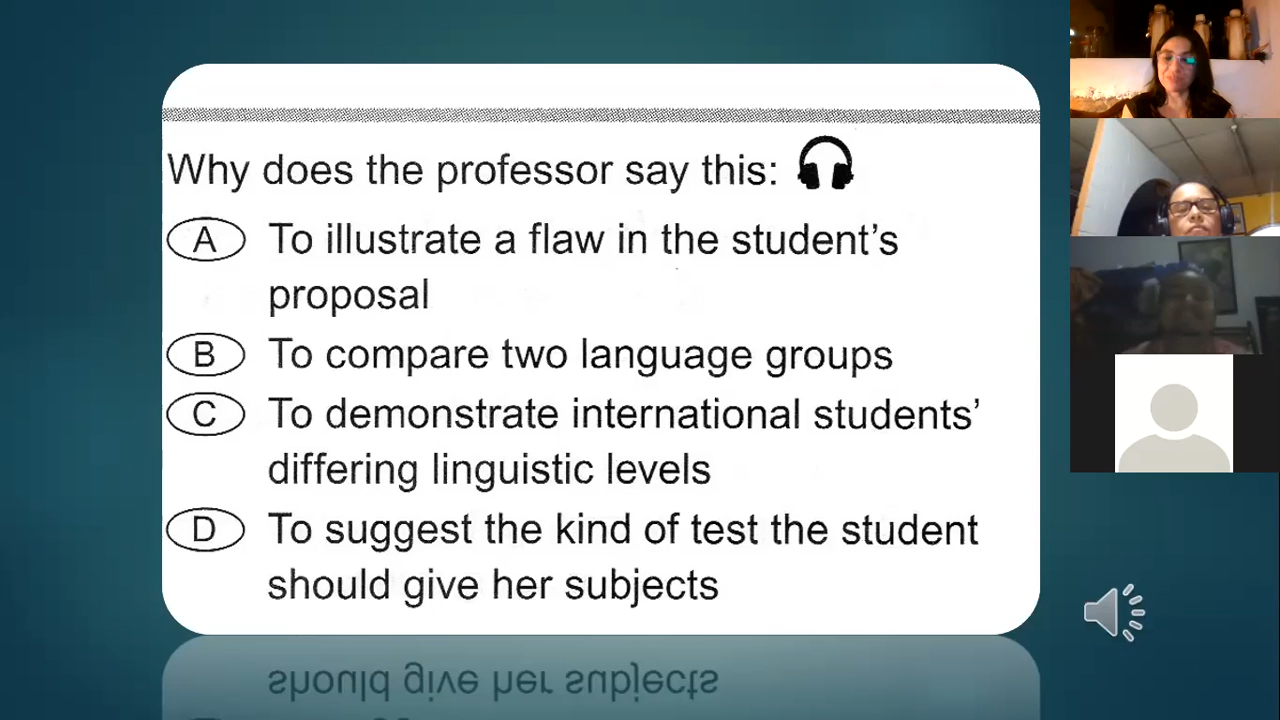 Why does the professor say this:
A To illustrate a flaw in the student's
proposal
B To compare two language groups
C To demonstrate international students'
differing linguistic levels
D To suggest the kind of test the student
should give her subjects
should give her subjects